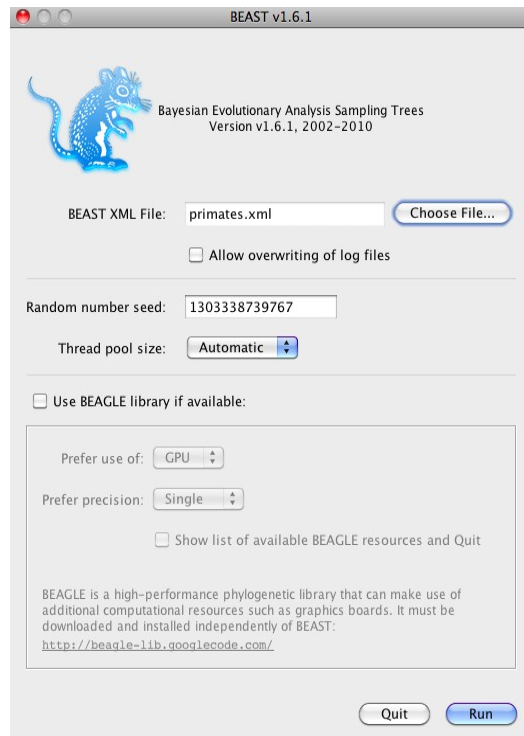 BEAST v1.6.1
Bayesian Evolutionary Analysis Sampling Trees
Version v1.6.1, 2002-2010
BEAST XML File: primates.xml Choose File...
Allow overwriting of log files
Random number seed: 1303338739767
Thread pool size: Automatic
Use BEAGLE library if available:
Prefer use of: GPU
Prefer precision: Single
Show list of available BEAGLE resources and Quit
BEAGLE is a high-performance phylogenetic library that can make use of
additional computational resources such as graphics boards. It must be
downloaded and installed independently of BEAST:
http://beagle-lib.googlecode.com/
Quit Run